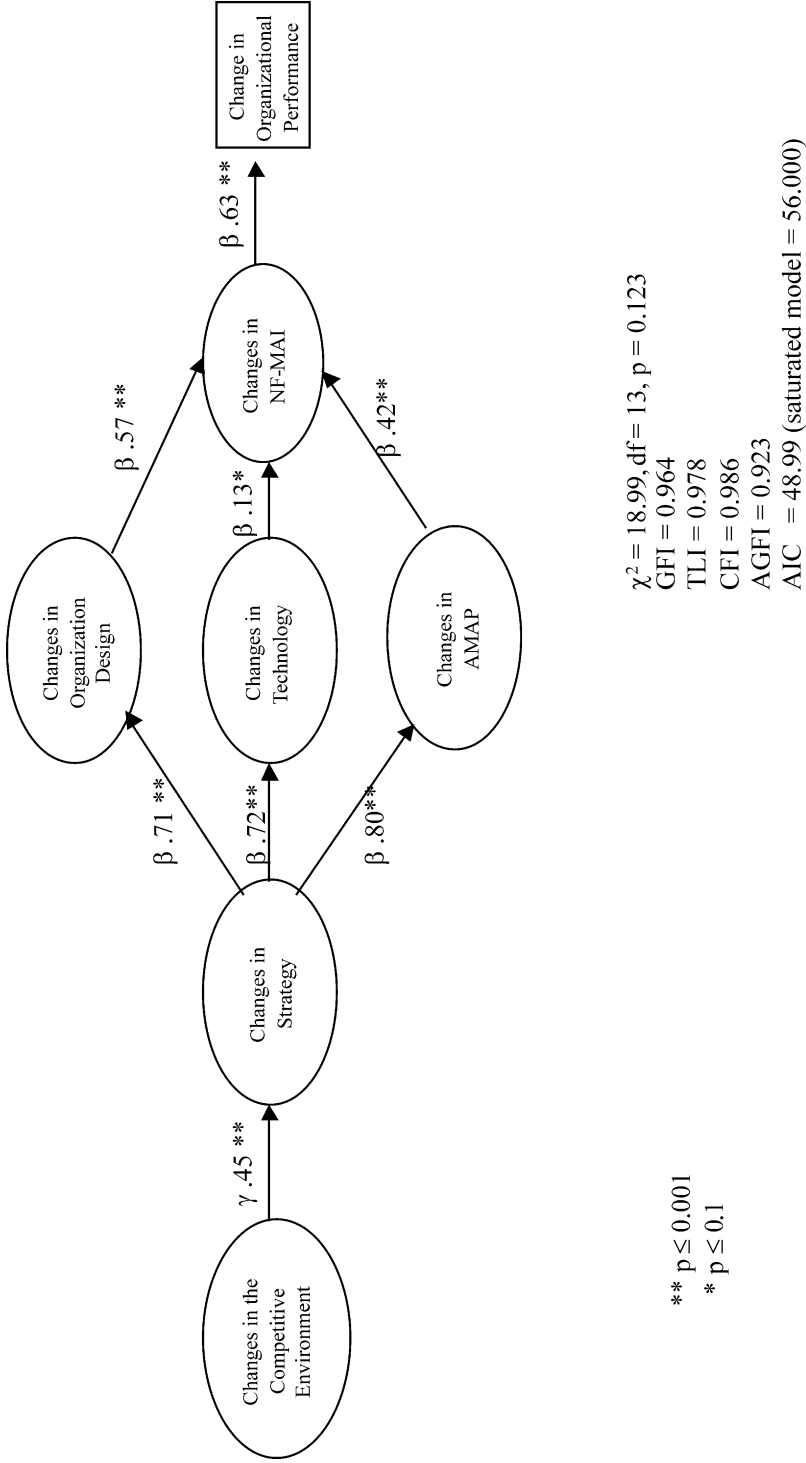 Changes in the
Competitive
Environment
γ .45 **
Changes in
Strategy
β .71 **
β .72**
β .80**
Changes in
Organization
Design
Changes in
Technology
Changes in
AMAP
β .57 **
β .13*
β .42**
Changes in
NF-MAI
β .63 **
Change in
Organizational
Performance
** p ≤ 0.001
* p ≤ 0.1
χ² = 18.99, df = 13, p = 0.123
GFI = 0.964
TLI = 0.978
CFI = 0.986
AGFI = 0.923
AIC = 48.99 (saturated model = 56.000)